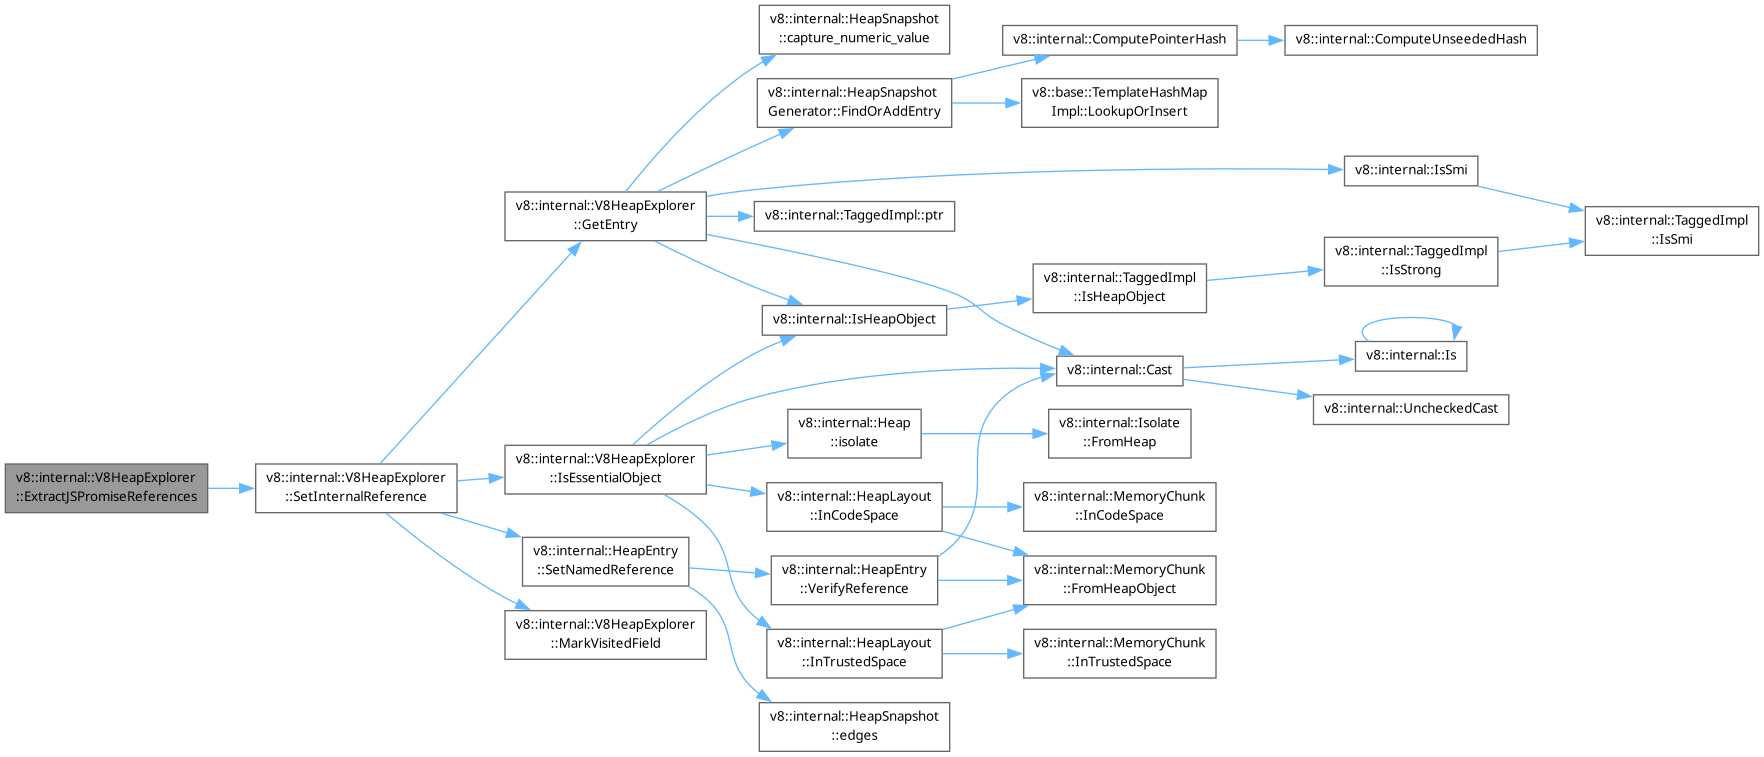 v8::internal::V8HeapExplorer
::ExtractJSPromiseReferences
v8::internal::V8HeapExplorer
::SetInternalReference
v8::internal::V8HeapExplorer
::GetEntry
v8::internal::V8HeapExplorer
::IsEssentialObject
v8::internal::HeapEntry
::SetNamedReference
v8::internal::V8HeapExplorer
::MarkVisitedField
v8::internal::HeapSnapshot
::capture_numeric_value
v8::internal::HeapSnapshot
Generator::FindOrAddEntry
v8::internal::TaggedImpl::ptr
v8::internal::IsHeapObject
v8::internal::Heap
::isolate
v8::internal::HeapLayout
::InCodeSpace
v8::internal::HeapEntry
::VerifyReference
v8::internal::HeapLayout
::InTrustedSpace
v8::internal::HeapSnapshot
::edges
v8::internal::ComputePointerHash
v8::base::TemplateHashMap
Impl::LookupOrInsert
v8::internal::TaggedImpl
::IsHeapObject
v8::internal::Cast
v8::internal::Isolate
::FromHeap
v8::internal::MemoryChunk
::InCodeSpace
v8::internal::MemoryChunk
::FromHeapObject
v8::internal::MemoryChunk
::InTrustedSpace
v8::internal::ComputeUnseededHash
v8::internal::IsSmi
v8::internal::TaggedImpl
::IsStrong
v8::internal::Is
v8::internal::UncheckedCast
v8::internal::TaggedImpl
::IsSmi